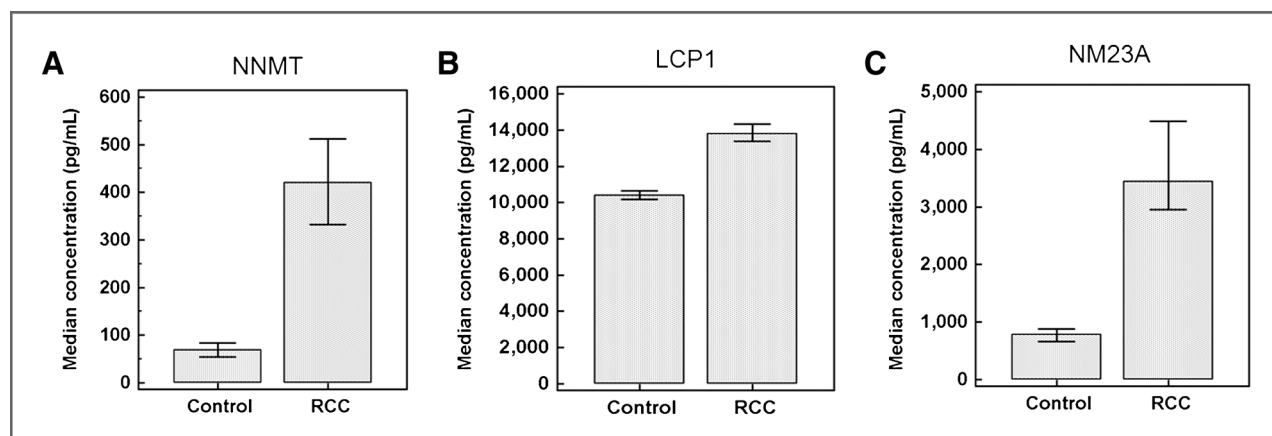 A
NNMT
Median concentration (pg/mL)
600
500
400
300
200
100
0
Control RCC
B
LCP1
Median concentration (pg/mL)
16,000
14,000
12,000
10,000
8,000
6,000
4,000
2,000
0
Control RCC
C
NM23A
Median concentration (pg/mL)
5,000
4,000
3,000
2,000
1,000
0
Control RCC